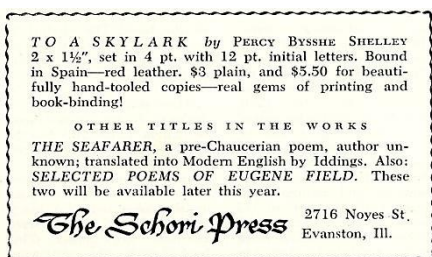 TO A SKYLARK by PERCY BYSSHE SHELLEY
2 x 1½", set in 4 pt. with 12 pt. initial letters. Bound
in Spain—red leather. $3 plain, and $5.50 for beauti-
fully hand-tooled copies—real gems of printing and
book-binding!
OTHER TITLES IN THE WORKS
THE SEAFARER, a pre-Chaucerian poem, author un-
known; translated into Modern English by Iddings. Also:
SELECTED POEMS OF EUGENE FIELD. These
two will be available later this year.
The Schori Press
2716 Noyes St.
Evanston, Ill.